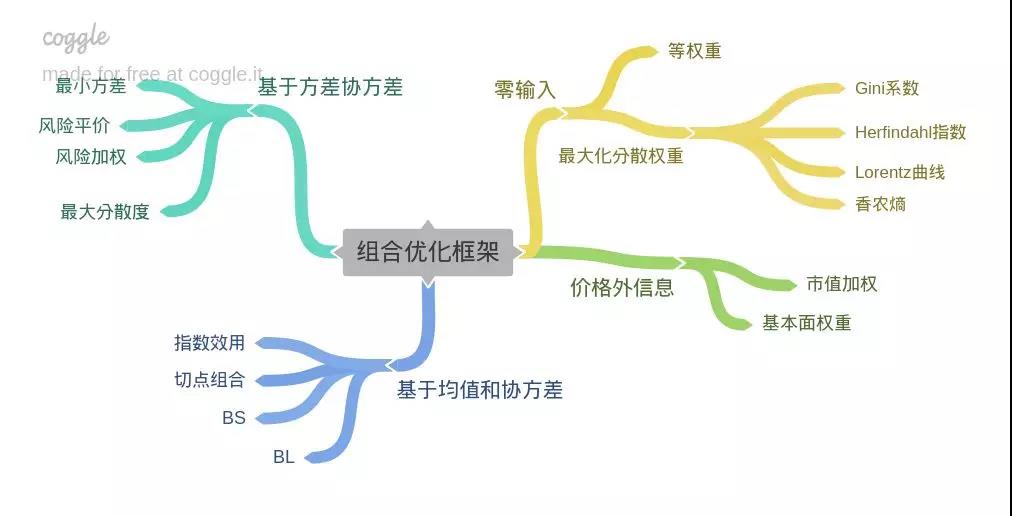 coggle
made for free at coggle.it
组合优化框架
基于方差协方差
最小方差
风险平价
风险加权
最大分散度
零输入
等权重
最大化分散权重
Gini系数
Herfindahl指数
Lorentz曲线
香农熵
价格外信息
市值加权
基本面权重
基于均值和协方差
指数效用
切点组合
BS
BL